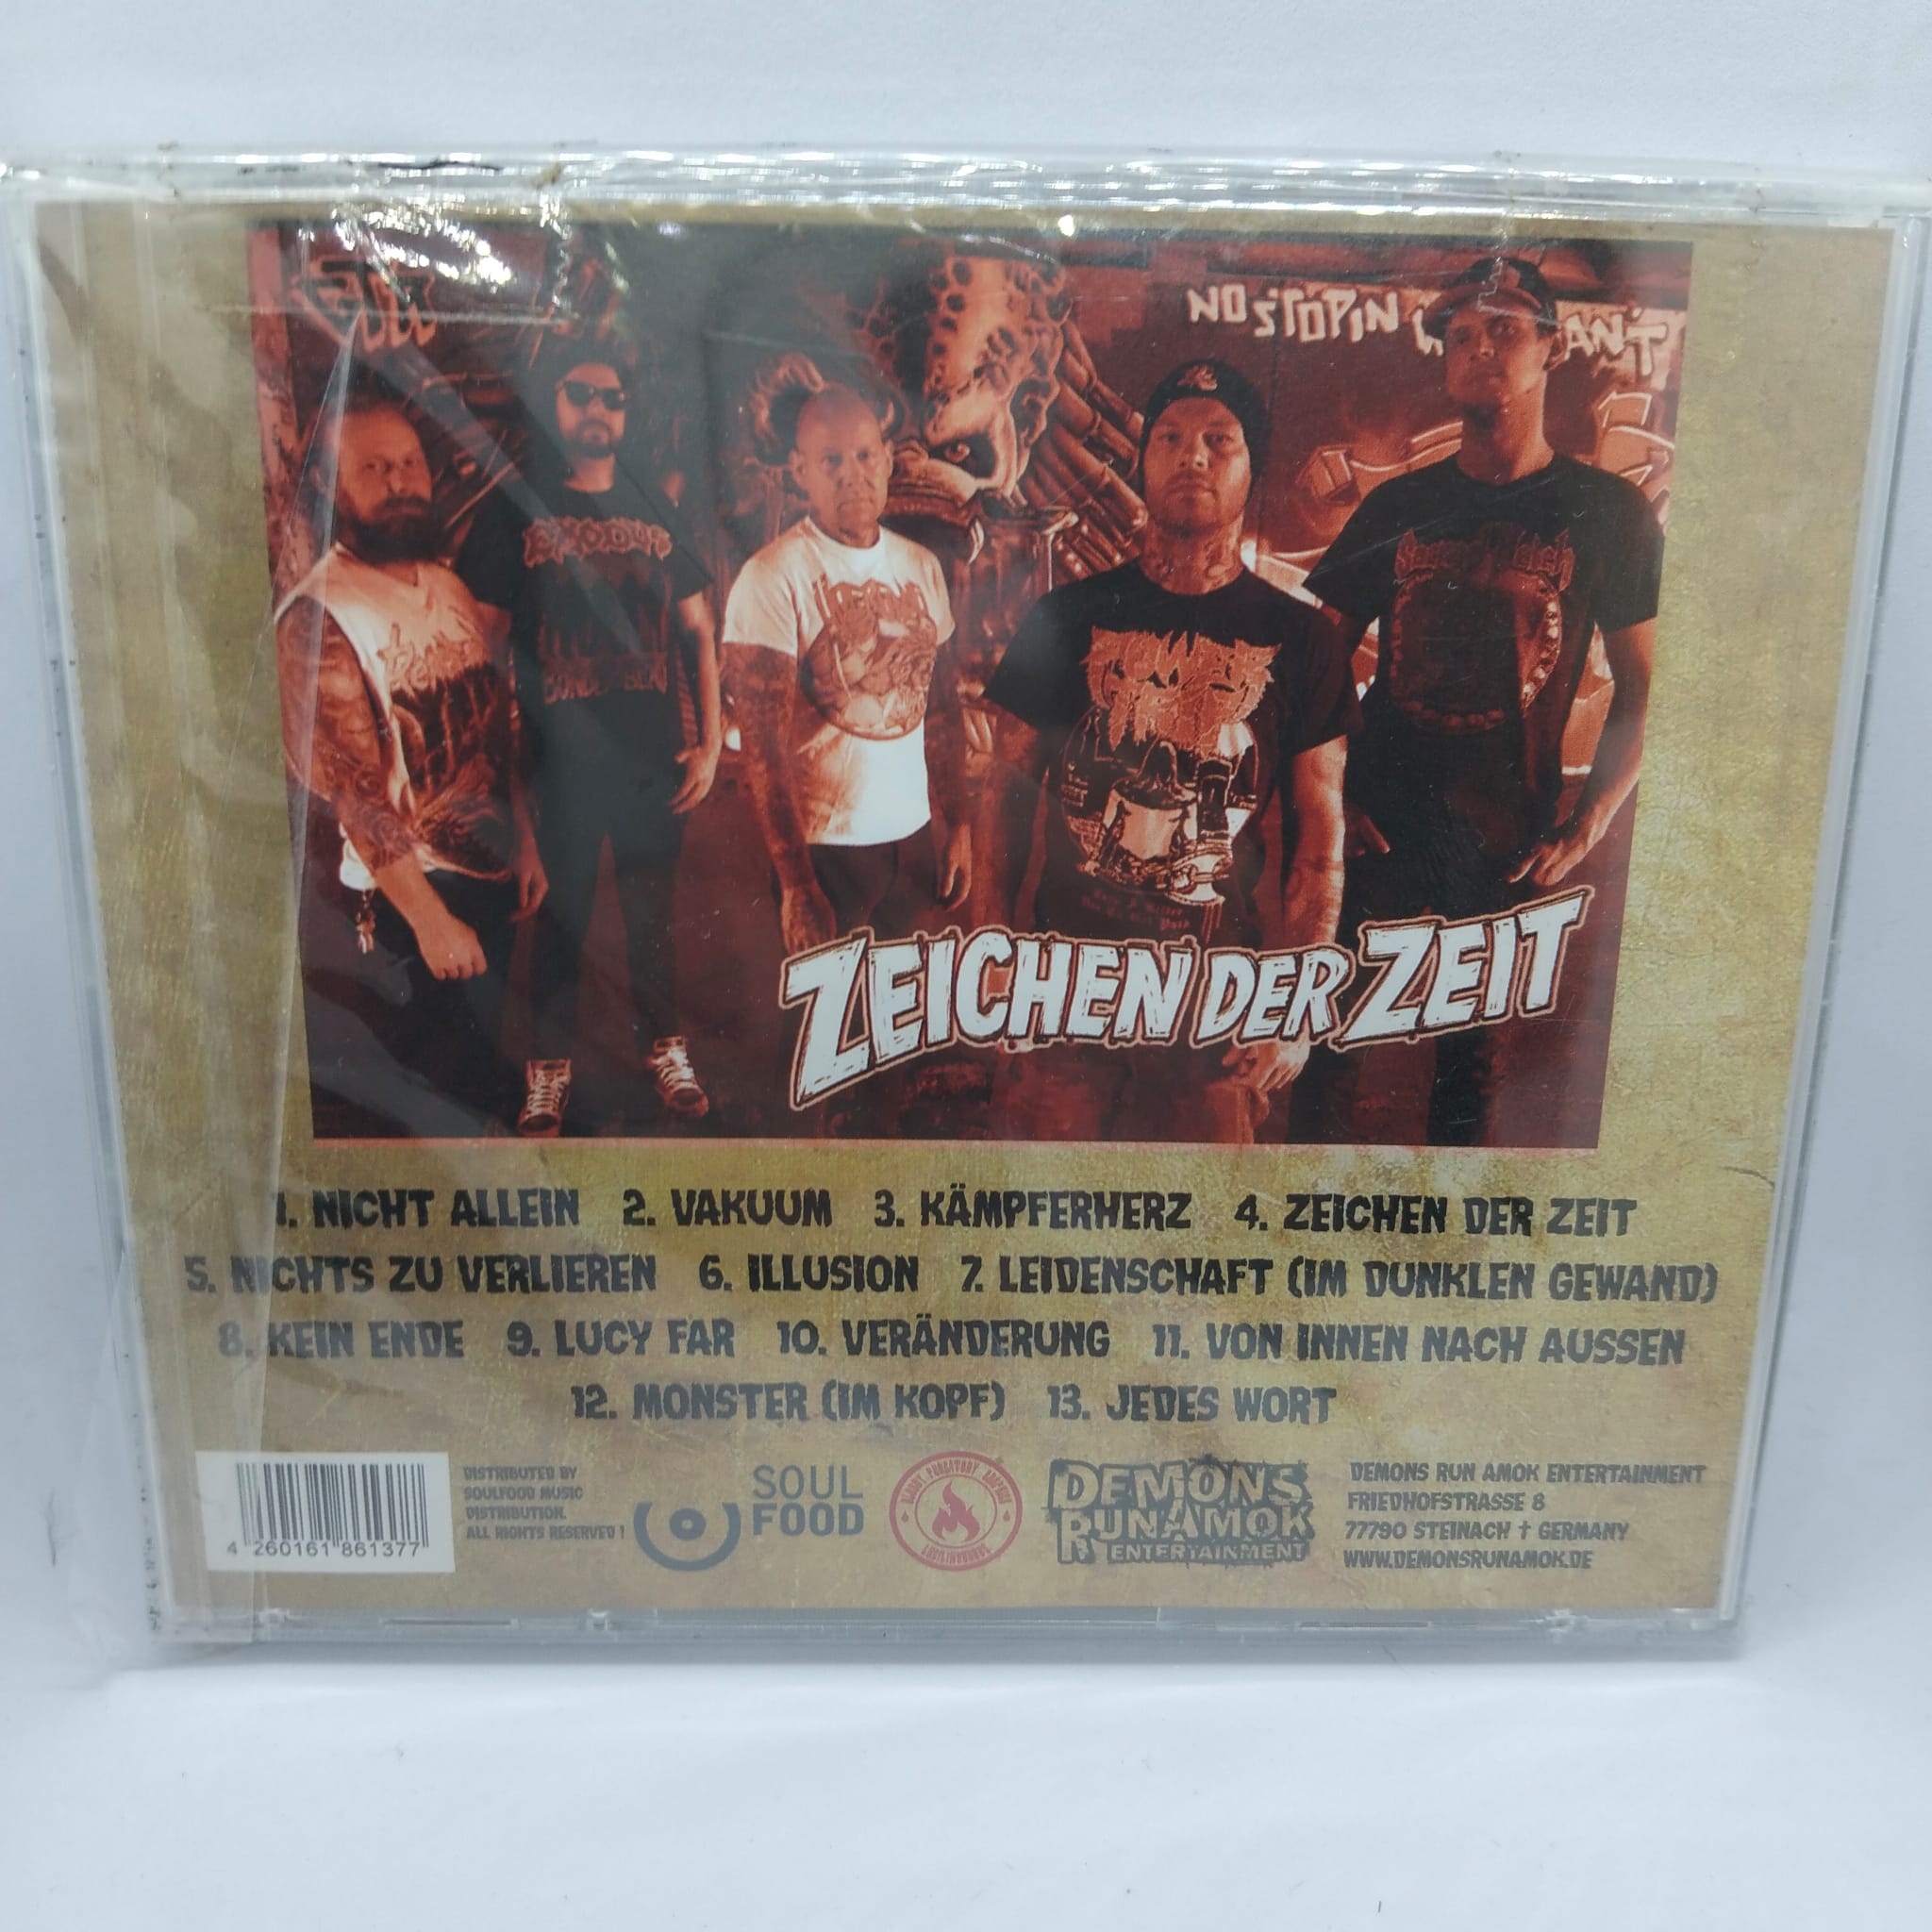 NO STOPIN
ANT
EXODUS
ZEICHEN DER ZEIT
1. NICHT ALLEIN 2. VAKUUM 3. KÄMPFERHERZ 4. ZEICHEN DER ZEIT
5. NICHTS ZU VERLIEREN 6. ILLUSION 7. LEIDENSCHAFT (IM DUNKLEN GEWAND)
8. KEIN ENDE 9. LUCY FAR 10. VERÄNDERUNG 11. VON INNEN NACH AUSSEN
12. MONSTER (IM KOPF) 13. JEDES WORT
4 260161 861377
DISTRIBUTED BY
SOULFOOD MUSIC
DISTRIBUTION.
ALL RIGHTS RESERVED !
SOUL
FOOD
DEMONS
RUN AMOK
ENTERTAINMENT
DEMONS RUN AMOK ENTERTAINMENT
FRIEDHOFSTRASSE 8
77790 STEINACH † GERMANY
WWW.DEMONSRUNAMOK.DE